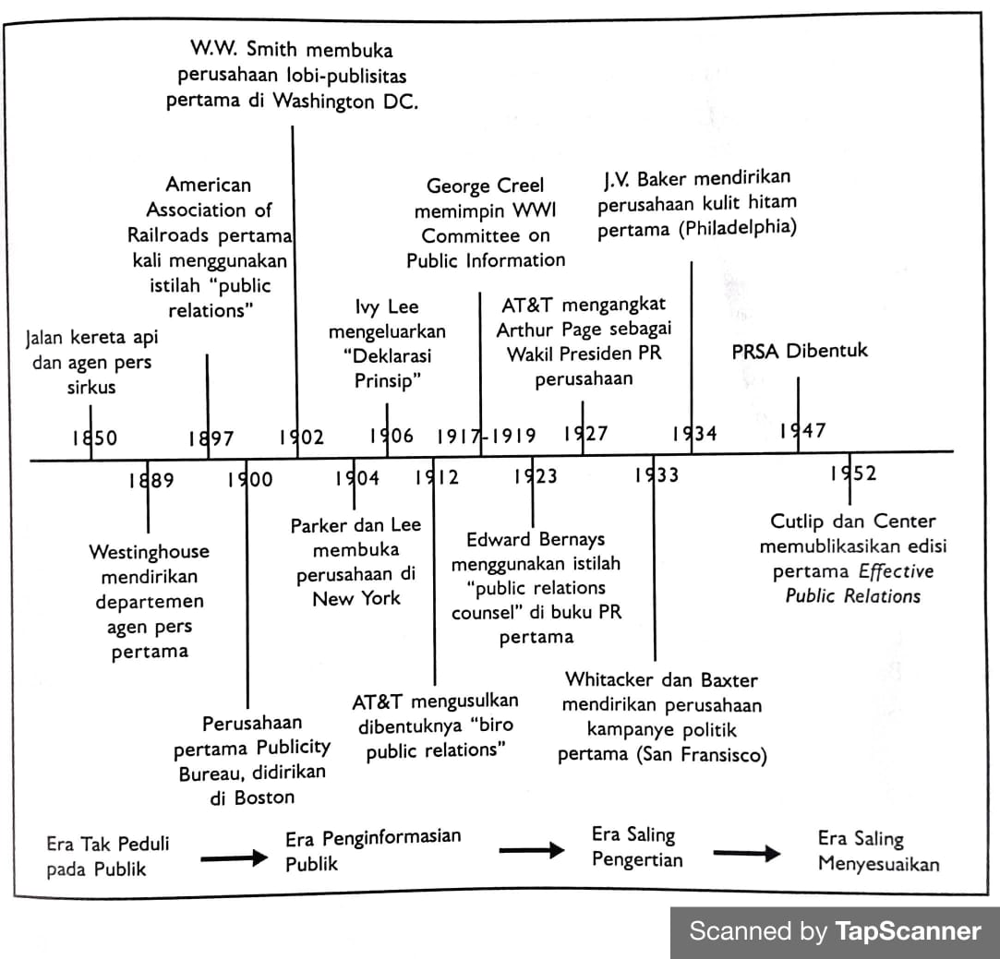 W.W. Smith membuka
perusahaan lobi-publisitas
pertama di Washington DC.
American
Association of
Railroads pertama
kali menggunakan
istilah “public
relations”
George Creel
memimpin WWI
Committee on
Public Information
J.V. Baker mendirikan
perusahaan kulit hitam
pertama (Philadelphia)
Jalan kereta api
dan agen pers
sirkus
Ivy Lee
mengeluarkan
“Deklarasi
Prinsip”
AT&T mengangkat
Arthur Page sebagai
Wakil Presiden PR
perusahaan
PRSA Dibentuk
1850
1897
1902
1906
1917-1919
1927
1934
1947
1889
1900
1904
1912
1923
1933
1952
Westinghouse
mendirikan
departemen
agen pers
pertama
Parker dan Lee
membuka
perusahaan di
New York
Edward Bernays
menggunakan istilah
“public relations
counsel” di buku PR
pertama
Cutlip dan Center
memublikasikan edisi
pertama Effective
Public Relations
Perusahaan
pertama Publicity
Bureau, didirikan
di Boston
AT&T mengusulkan
dibentuknya “biro
public relations”
Whitacker dan Baxter
mendirikan perusahaan
kampanye politik
pertama (San Fransisco)
Era Tak Peduli
pada Publik
Era Penginformasian
Publik
Era Saling
Pengertian
Era Saling
Menyesuaikan
Scanned by TapScanner